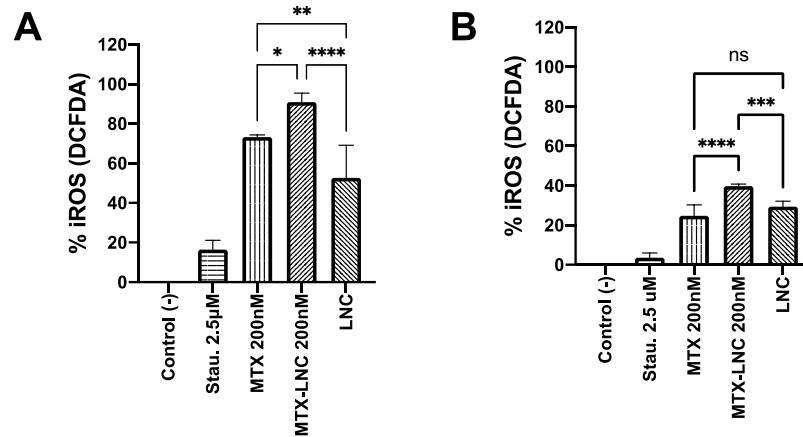 A
% iROS (DCFDA)
120
100
80
60
40
20
0
**
*
****
Control (-)
Stau. 2.5µM
MTX 200nM
MTX-LNC 200nM
LNC
B
% iROS (DCFDA)
120
100
80
60
40
20
0
ns
***
****
Control (-)
Stau. 2.5 uM
MTX 200nM
MTX-LNC 200nM
LNC